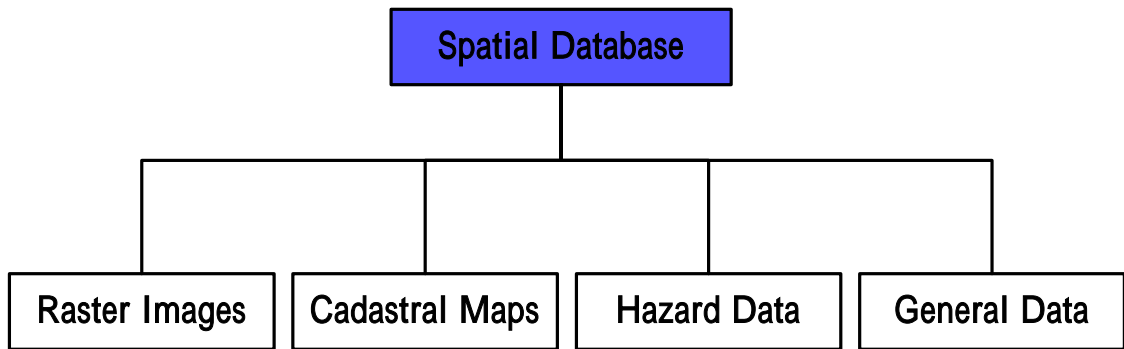 Spatial Database
Raster Images
Cadastral Maps
Hazard Data
General Data